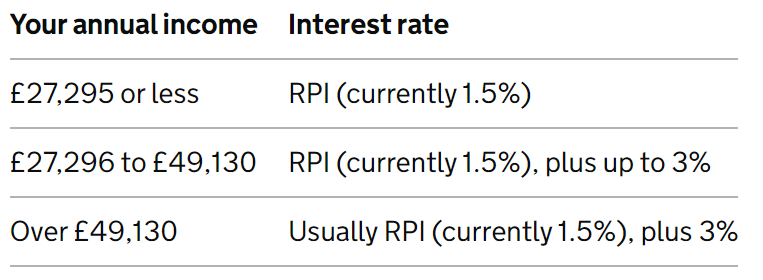 Your annual income Interest rate
£27,295 or less RPI (currently 1.5%)
£27,296 to £49,130 RPI (currently 1.5%), plus up to 3%
Over £49,130 Usually RPI (currently 1.5%), plus 3%